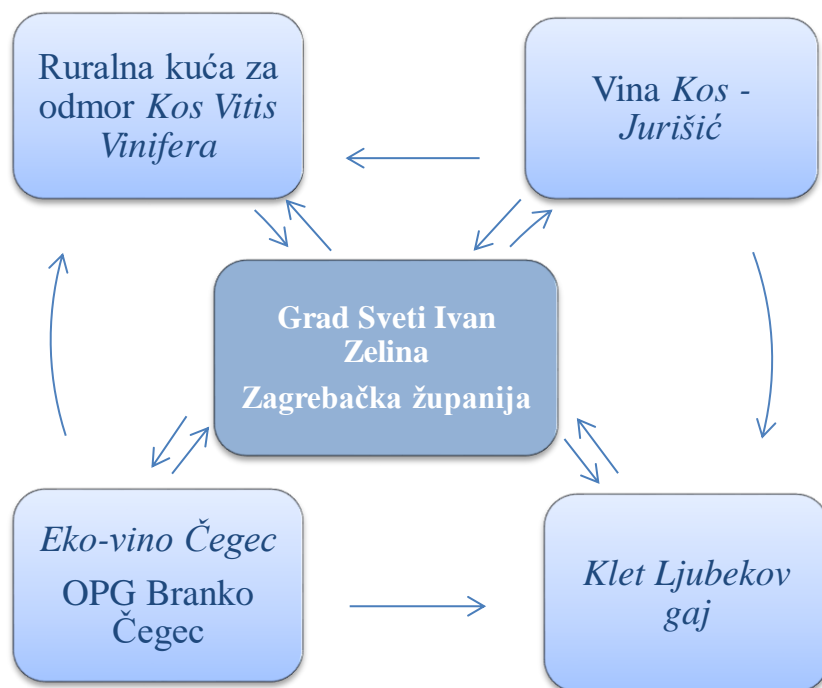 Ruralna kuća za
odmor Kos Vitis
Vinifera
Vina Kos -
Jurišić
Grad Sveti Ivan
Zelina
Zagrebačka županija
Eko-vino Čegec
OPG Branko
Čegec
Klet Ljubekov
gaj